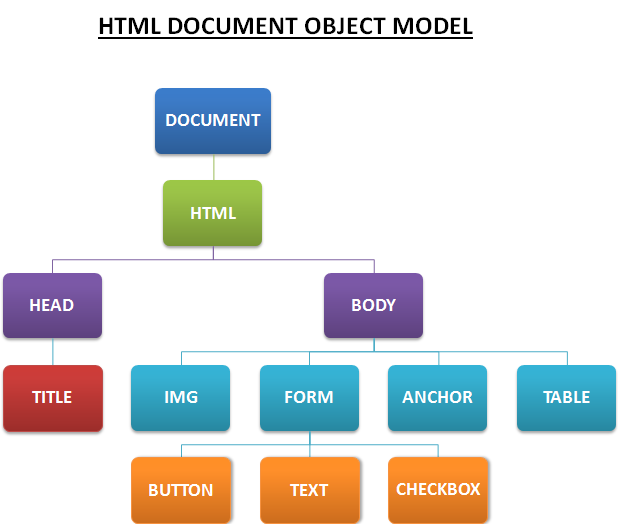 HTML DOCUMENT OBJECT MODEL
DOCUMENT
HTML
HEAD
BODY
TITLE
IMG
FORM
ANCHOR
TABLE
BUTTON
TEXT
CHECKBOX